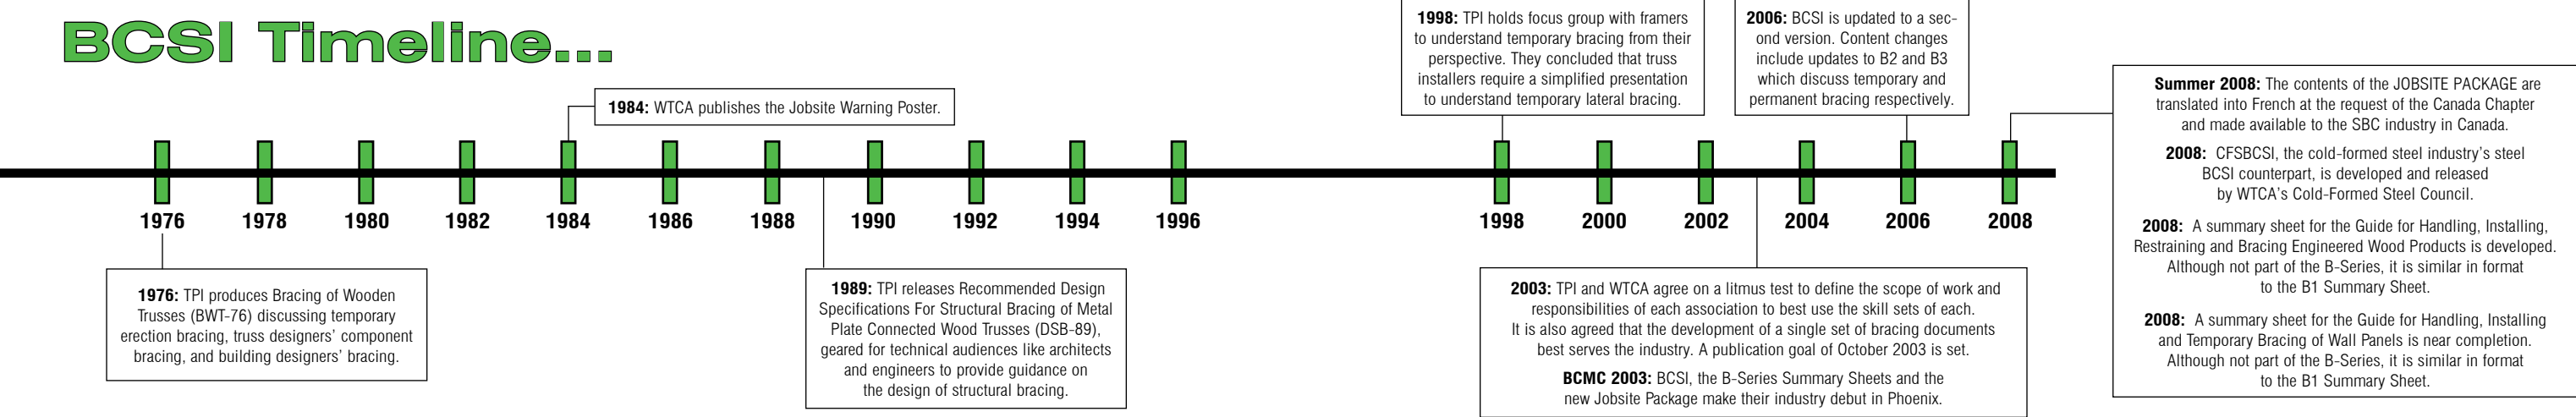 BCSI Timeline...
1984: WTCA publishes the Jobsite Warning Poster.
1998: TPI holds focus group with framers
to understand temporary bracing from their
perspective. They concluded that truss
installers require a simplified presentation
to understand temporary lateral bracing.
2006: BCSI is updated to a sec-
ond version. Content changes
include updates to B2 and B3
which discuss temporary and
permanent bracing respectively.
1976
1978
1980
1982
1984
1986
1988
1990
1992
1994
1996
1998
2000
2002
2004
2006
2008
1976: TPI produces Bracing of Wooden
Trusses (BWT-76) discussing temporary
erection bracing, truss designers' component
bracing, and building designers' bracing.
1989: TPI releases Recommended Design
Specifications For Structural Bracing of Metal
Plate Connected Wood Trusses (DSB-89),
geared for technical audiences like architects
and engineers to provide guidance on
the design of structural bracing.
2003: TPI and WTCA agree on a litmus test to define the scope of work and
responsibilities of each association to best use the skill sets of each.
It is also agreed that the development of a single set of bracing documents
best serves the industry. A publication goal of October 2003 is set.
BCMC 2003: BCSI, the B-Series Summary Sheets and the
new Jobsite Package make their industry debut in Phoenix.
Summer 2008: The contents of the JOBSITE PACKAGE are
translated into French at the request of the Canada Chapter
and made available to the SBC industry in Canada.
2008: CFSBCSI, the cold-formed steel industry's steel
BCSI counterpart, is developed and released
by WTCA's Cold-Formed Steel Council.
2008: A summary sheet for the Guide for Handling, Installing,
Restraining and Bracing Engineered Wood Products is developed.
Although not part of the B-Series, it is similar in format
to the B1 Summary Sheet.
2008: A summary sheet for the Guide for Handling, Installing
and Temporary Bracing of Wall Panels is near completion.
Although not part of the B-Series, it is similar in format
to the B1 Summary Sheet.